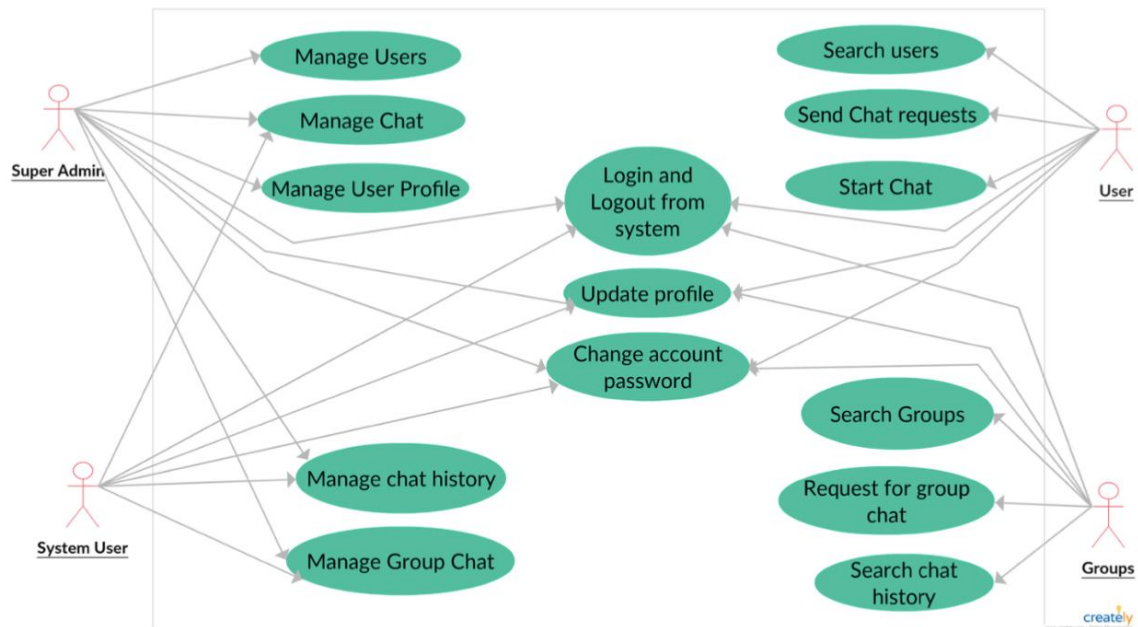 Manage Users
Search users
Manage Chat
Send Chat requests
Super Admin
Manage User Profile
Login and
Logout from
system
Start Chat
User
Update profile
Change account
password
Search Groups
Manage chat history
Request for group
chat
System User
Manage Group Chat
Groups
Search chat
history
creately